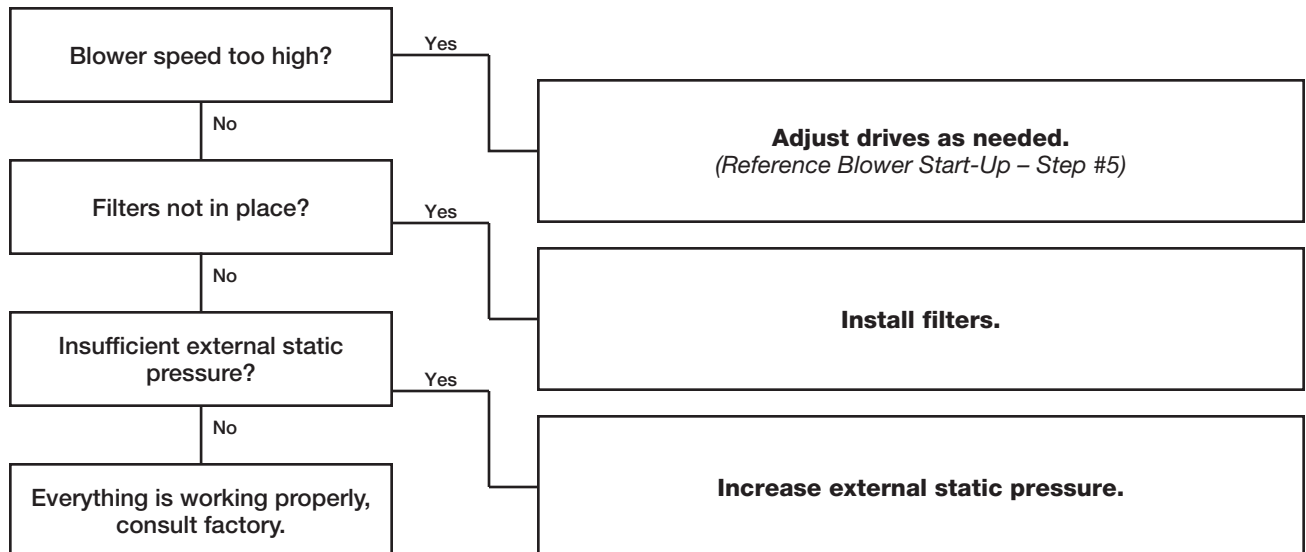 Blower speed too high?
Yes
Adjust drives as needed.
(Reference Blower Start-Up – Step #5)
No
Filters not in place?
Yes
Install filters.
No
Insufficient external static
pressure?
Yes
Increase external static pressure.
No
Everything is working properly,
consult factory.